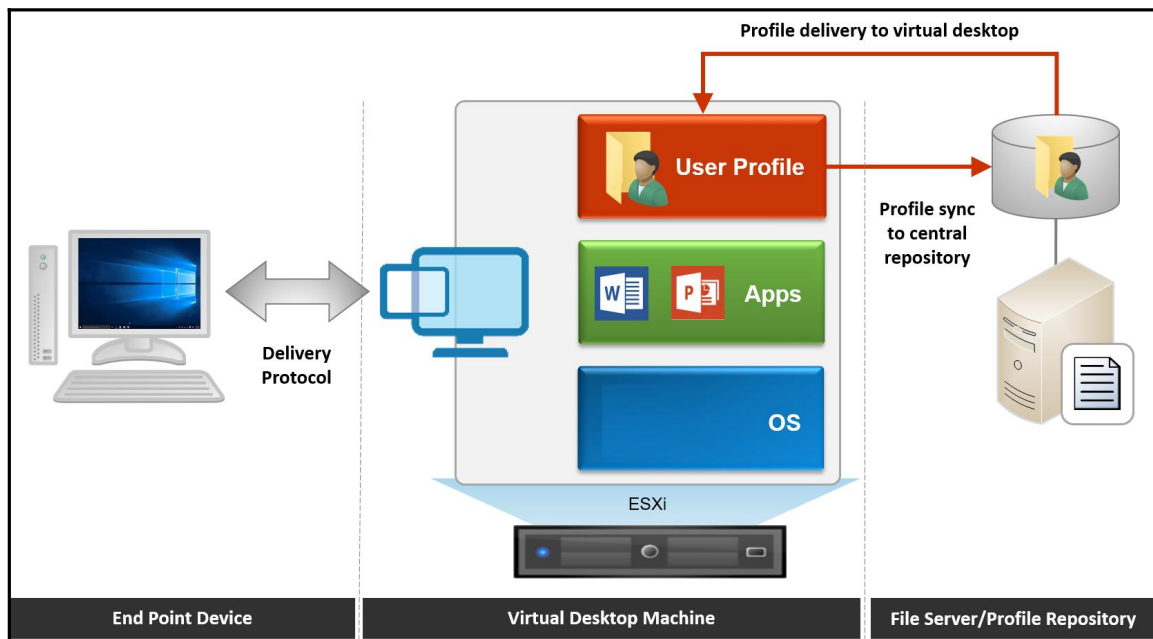 Profile delivery to virtual desktop
User Profile
Profile sync
to central
repository
W
P
Apps
Delivery
Protocol
OS
ESXi
End Point Device
Virtual Desktop Machine
File Server/Profile Repository